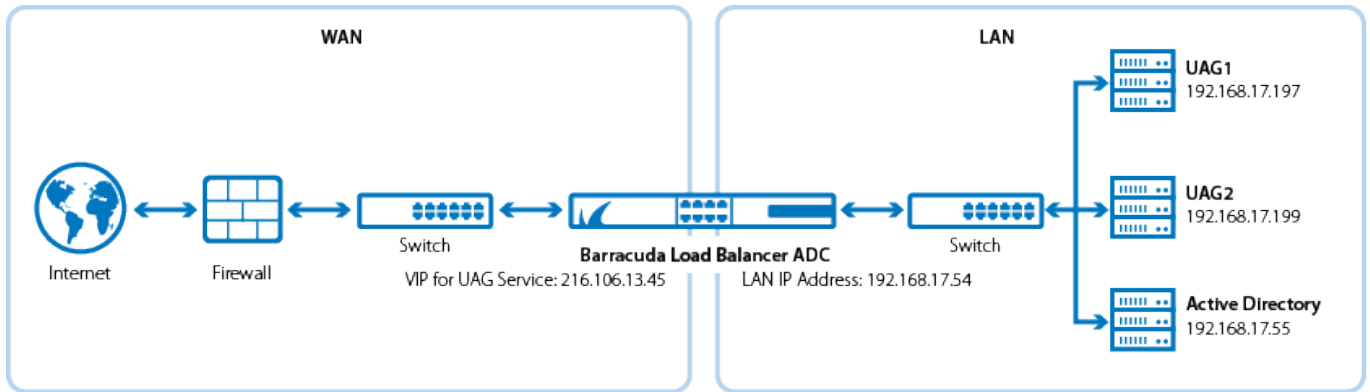 WAN
LAN
UAG1
192.168.17.197
UAG2
192.168.17.199
Internet
Firewall
Switch
Barracuda Load Balancer ADC
Switch
VIP for UAG Service: 216.106.13.45
LAN IP Address: 192.168.17.54
Active Directory
192.168.17.55